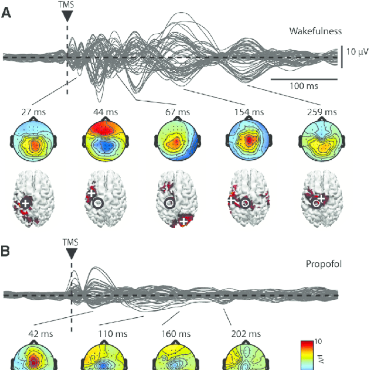 A
TMS
Wakefulness
10 µV
100 ms
27 ms 44 ms 67 ms 154 ms 259 ms
B
TMS
Propofol
42 ms 110 ms 160 ms 202 ms
10
µV